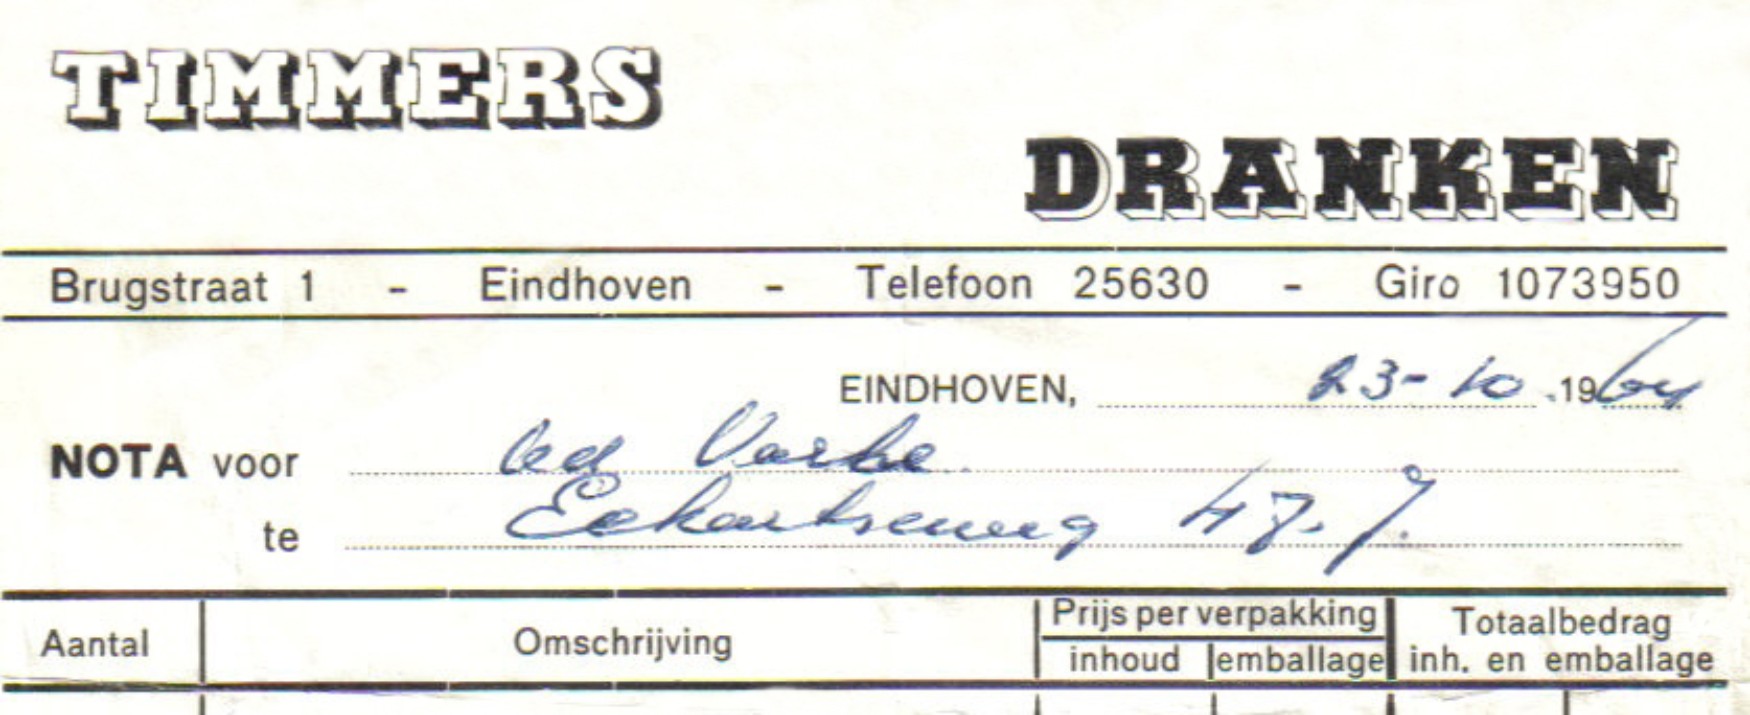 TIMMERS
DRANKEN
Brugstraat 1 - Eindhoven - Telefoon 25630 - Giro 1073950
EINDHOVEN, 23-10 .1964
NOTA voor
te Eckartseweg
Aantal Omschrijving Prijs per verpakking Totaalbedrag
inhoud emballage inh. en emballage